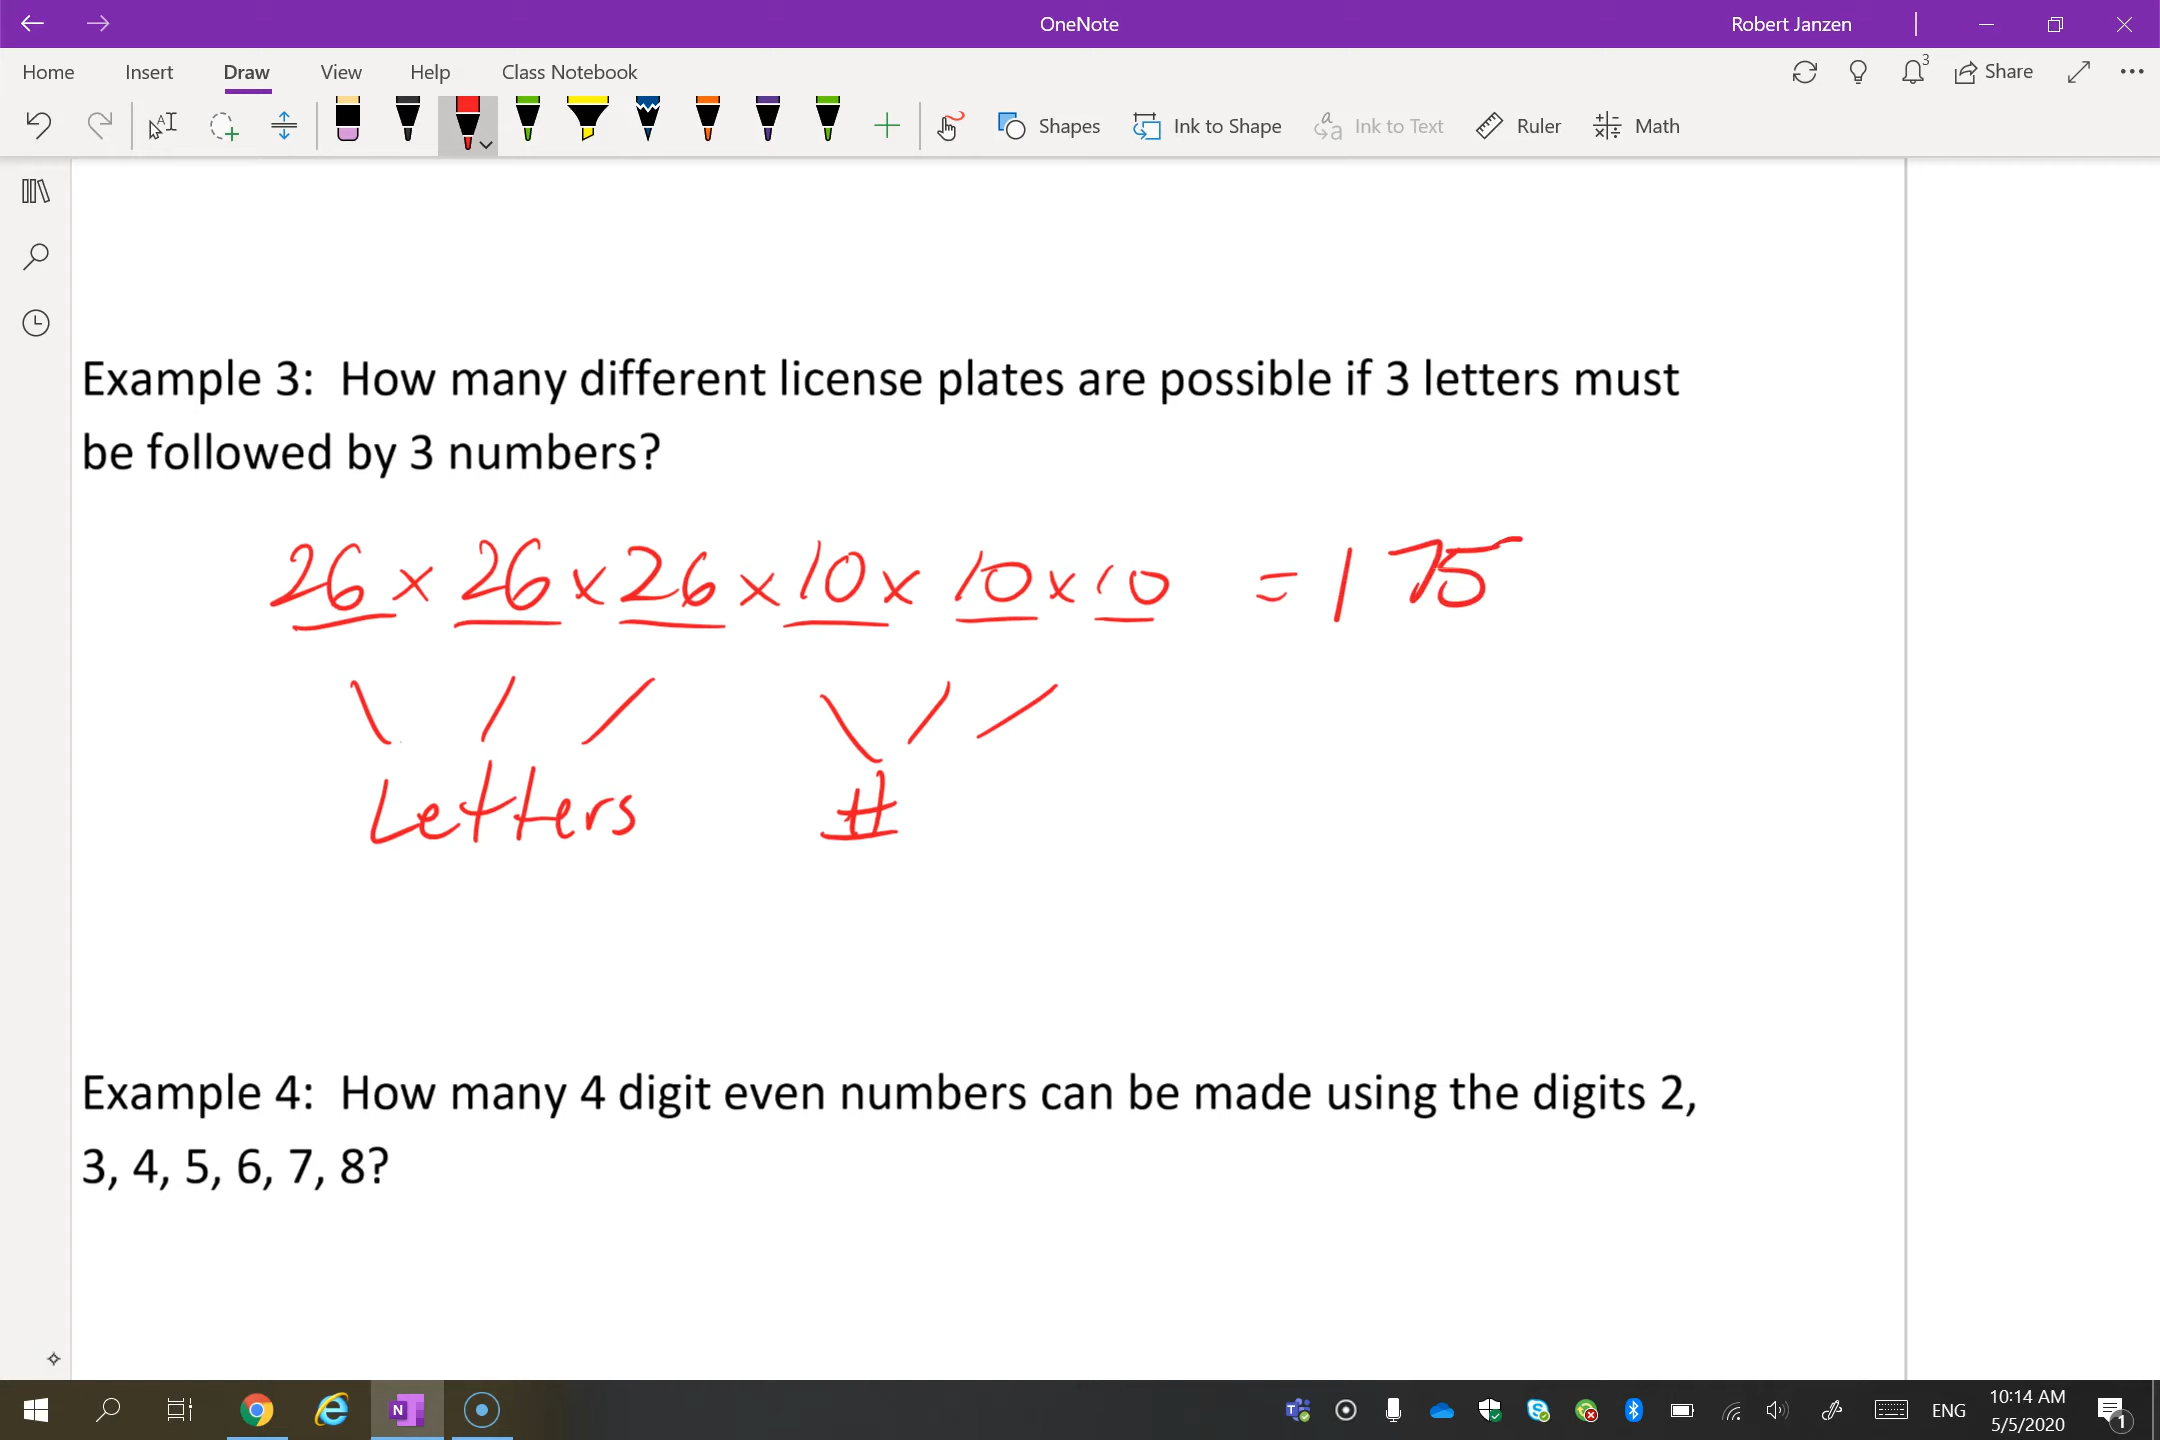 OneNote
Robert Janzen
Home Insert Draw View Help Class Notebook
3
Share
Shapes Ink to Shape Ink to Text Ruler Math
Example 3: How many different license plates are possible if 3 letters must
be followed by 3 numbers?
26 × 26 × 26 × 10 × 10 × 10 = 1 75
Letters #
Example 4: How many 4 digit even numbers can be made using the digits 2,
3, 4, 5, 6, 7, 8?
ENG
10:14 AM
5/5/2020
1